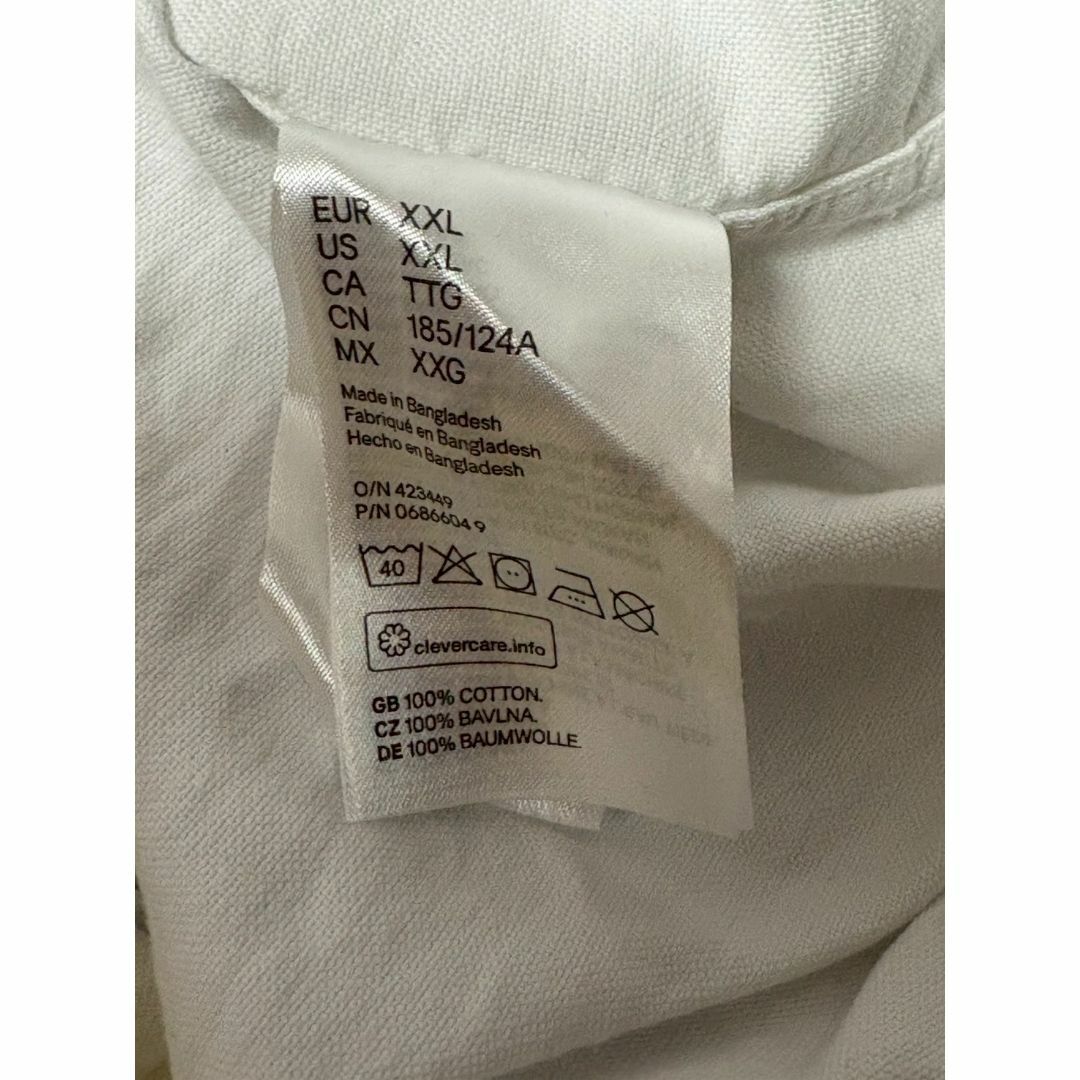 EUR XXL
US XXL
CA TTG
CN 185/124A
MX XXG
Made in Bangladesh
Fabriqué en Bangladesh
Hecho en Bangladesh
O/N 423449
P/N 0686604 9
40
clevercare.info
GB 100% COTTON.
CZ 100% BAVLNA.
DE 100% BAUMWOLLE.